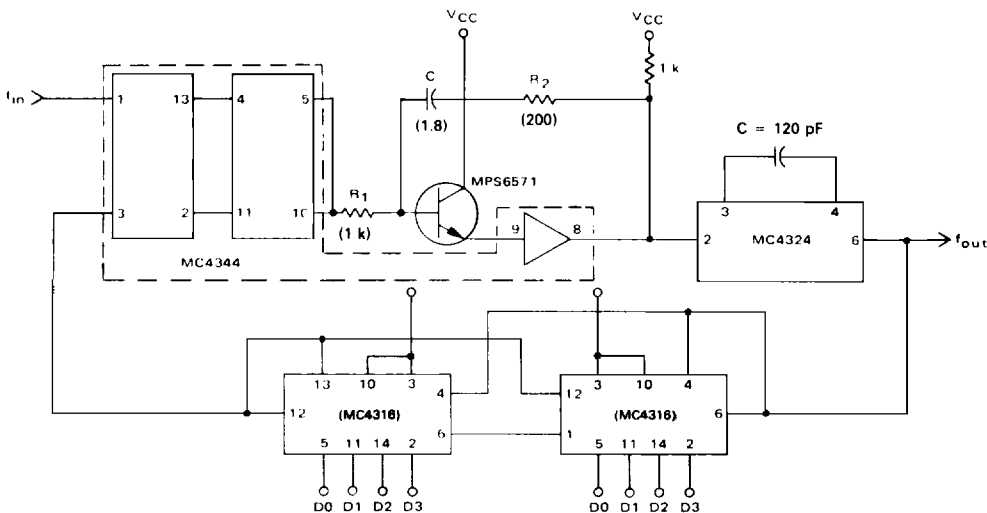 VCC
VCC
1 k
C
R2
(1.8)
(200)
fin
1
13
4
5
3
2
11
10
R1
(1 k)
MC4344
MPS6571
9
8
C = 120 pF
3
4
2
MC4324
6
fout
13
10
3
12
(MC4316)
4
6
5
11
14
2
D0
D1
D2
D3
3
10
4
12
1
(MC4316)
6
5
11
14
2
D0
D1
D2
D3